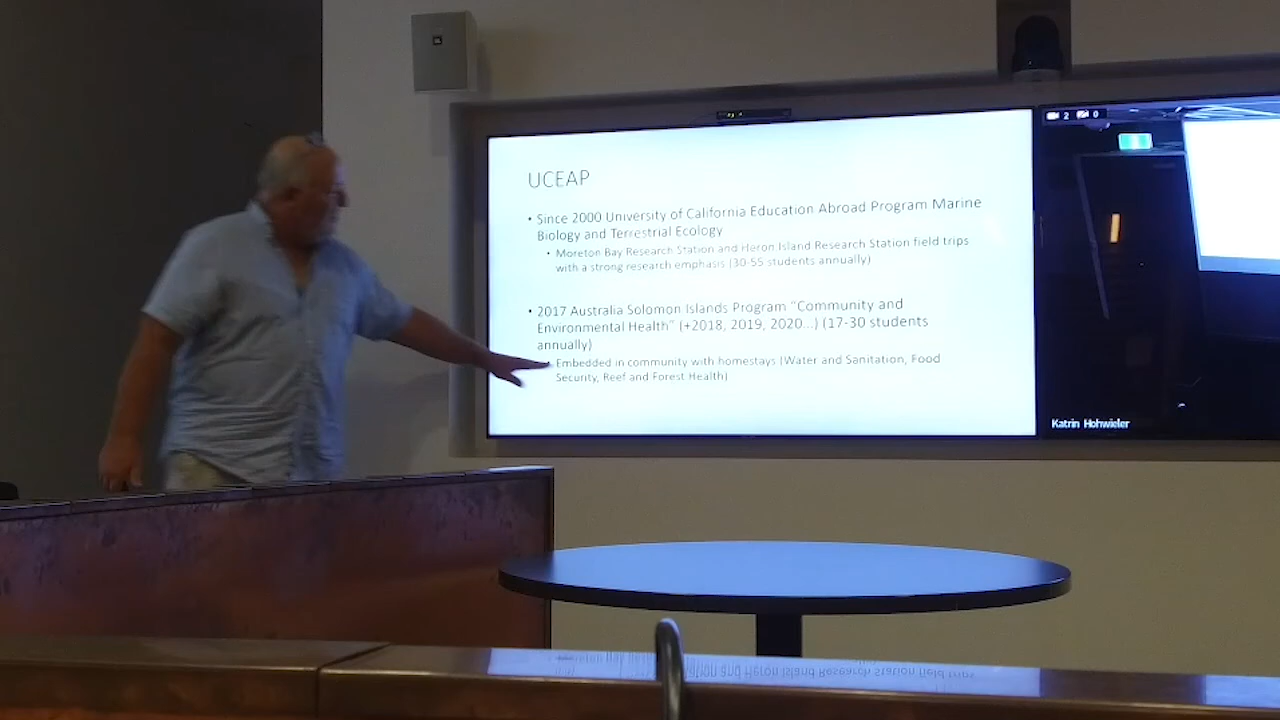 UCEAP
• Since 2000 University of California Education Abroad Program Marine
Biology and Terrestrial Ecology
• Moreton Bay Research Station and Heron Island Research Station field trips
with a strong research emphasis (30-55 students annually)
• 2017 Australia Solomon Islands Program "Community and
Environmental Health" (+2018, 2019, 2020...) (17-30 students
annually)
Embedded in community with homestays (Water and Sanitation, Food
Security, Reef and Forest Health)
2 0
Katrin Hohwieler